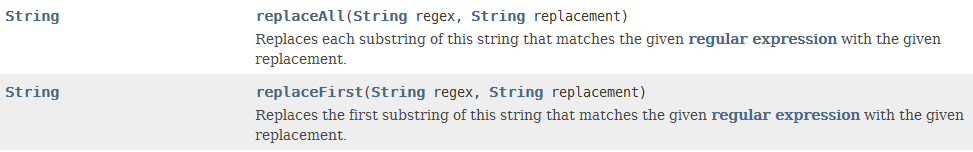 String replaceAll(String regex, String replacement)
Replaces each substring of this string that matches the given regular expression with the given
replacement.
String replaceFirst(String regex, String replacement)
Replaces the first substring of this string that matches the given regular expression with the given
replacement.